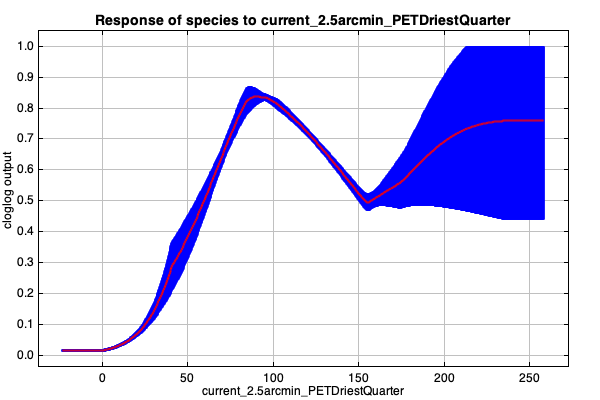 Response of species to current_2.5arcmin_PETDriestQuarter
cloglog output
1.0
0.9
0.8
0.7
0.6
0.5
0.4
0.3
0.2
0.1
0.0
0 50 100 150 200 250
current_2.5arcmin_PETDriestQuarter